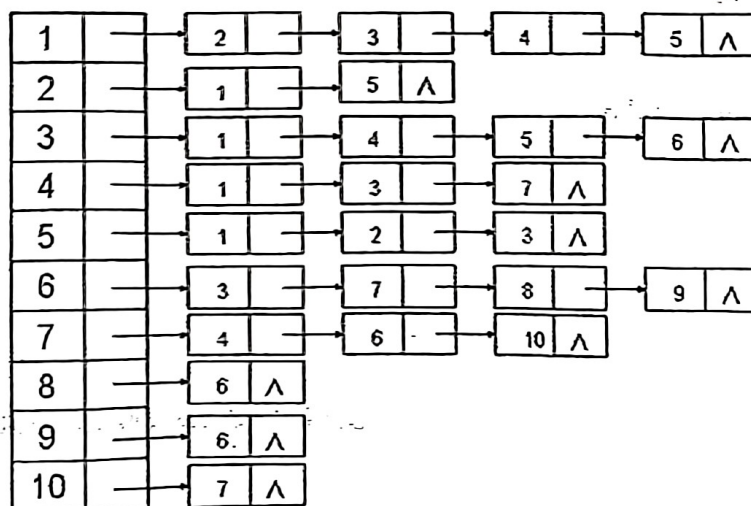 1 2 3 4 5 ∧
2 1 5 ∧
3 1 4 5 6 ∧
4 1 3 7 ∧
5 1 2 3 ∧
6 3 7 8 9 ∧
7 4 6 10 ∧
8 6 ∧
9 6 ∧
10 7 ∧